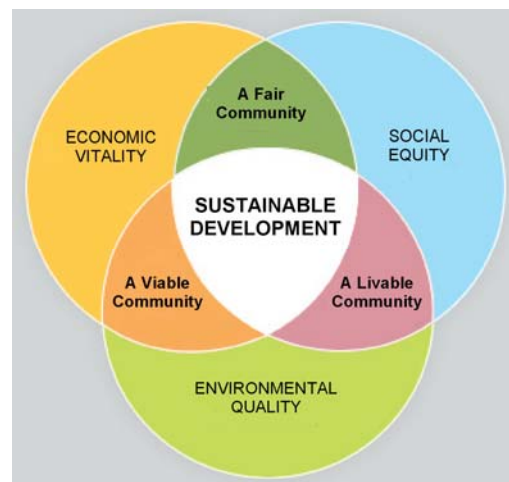 A Fair
Community
ECONOMIC
VITALITY
SOCIAL
EQUITY
SUSTAINABLE
DEVELOPMENT
A Viable
Community
A Livable
Community
ENVIRONMENTAL
QUALITY